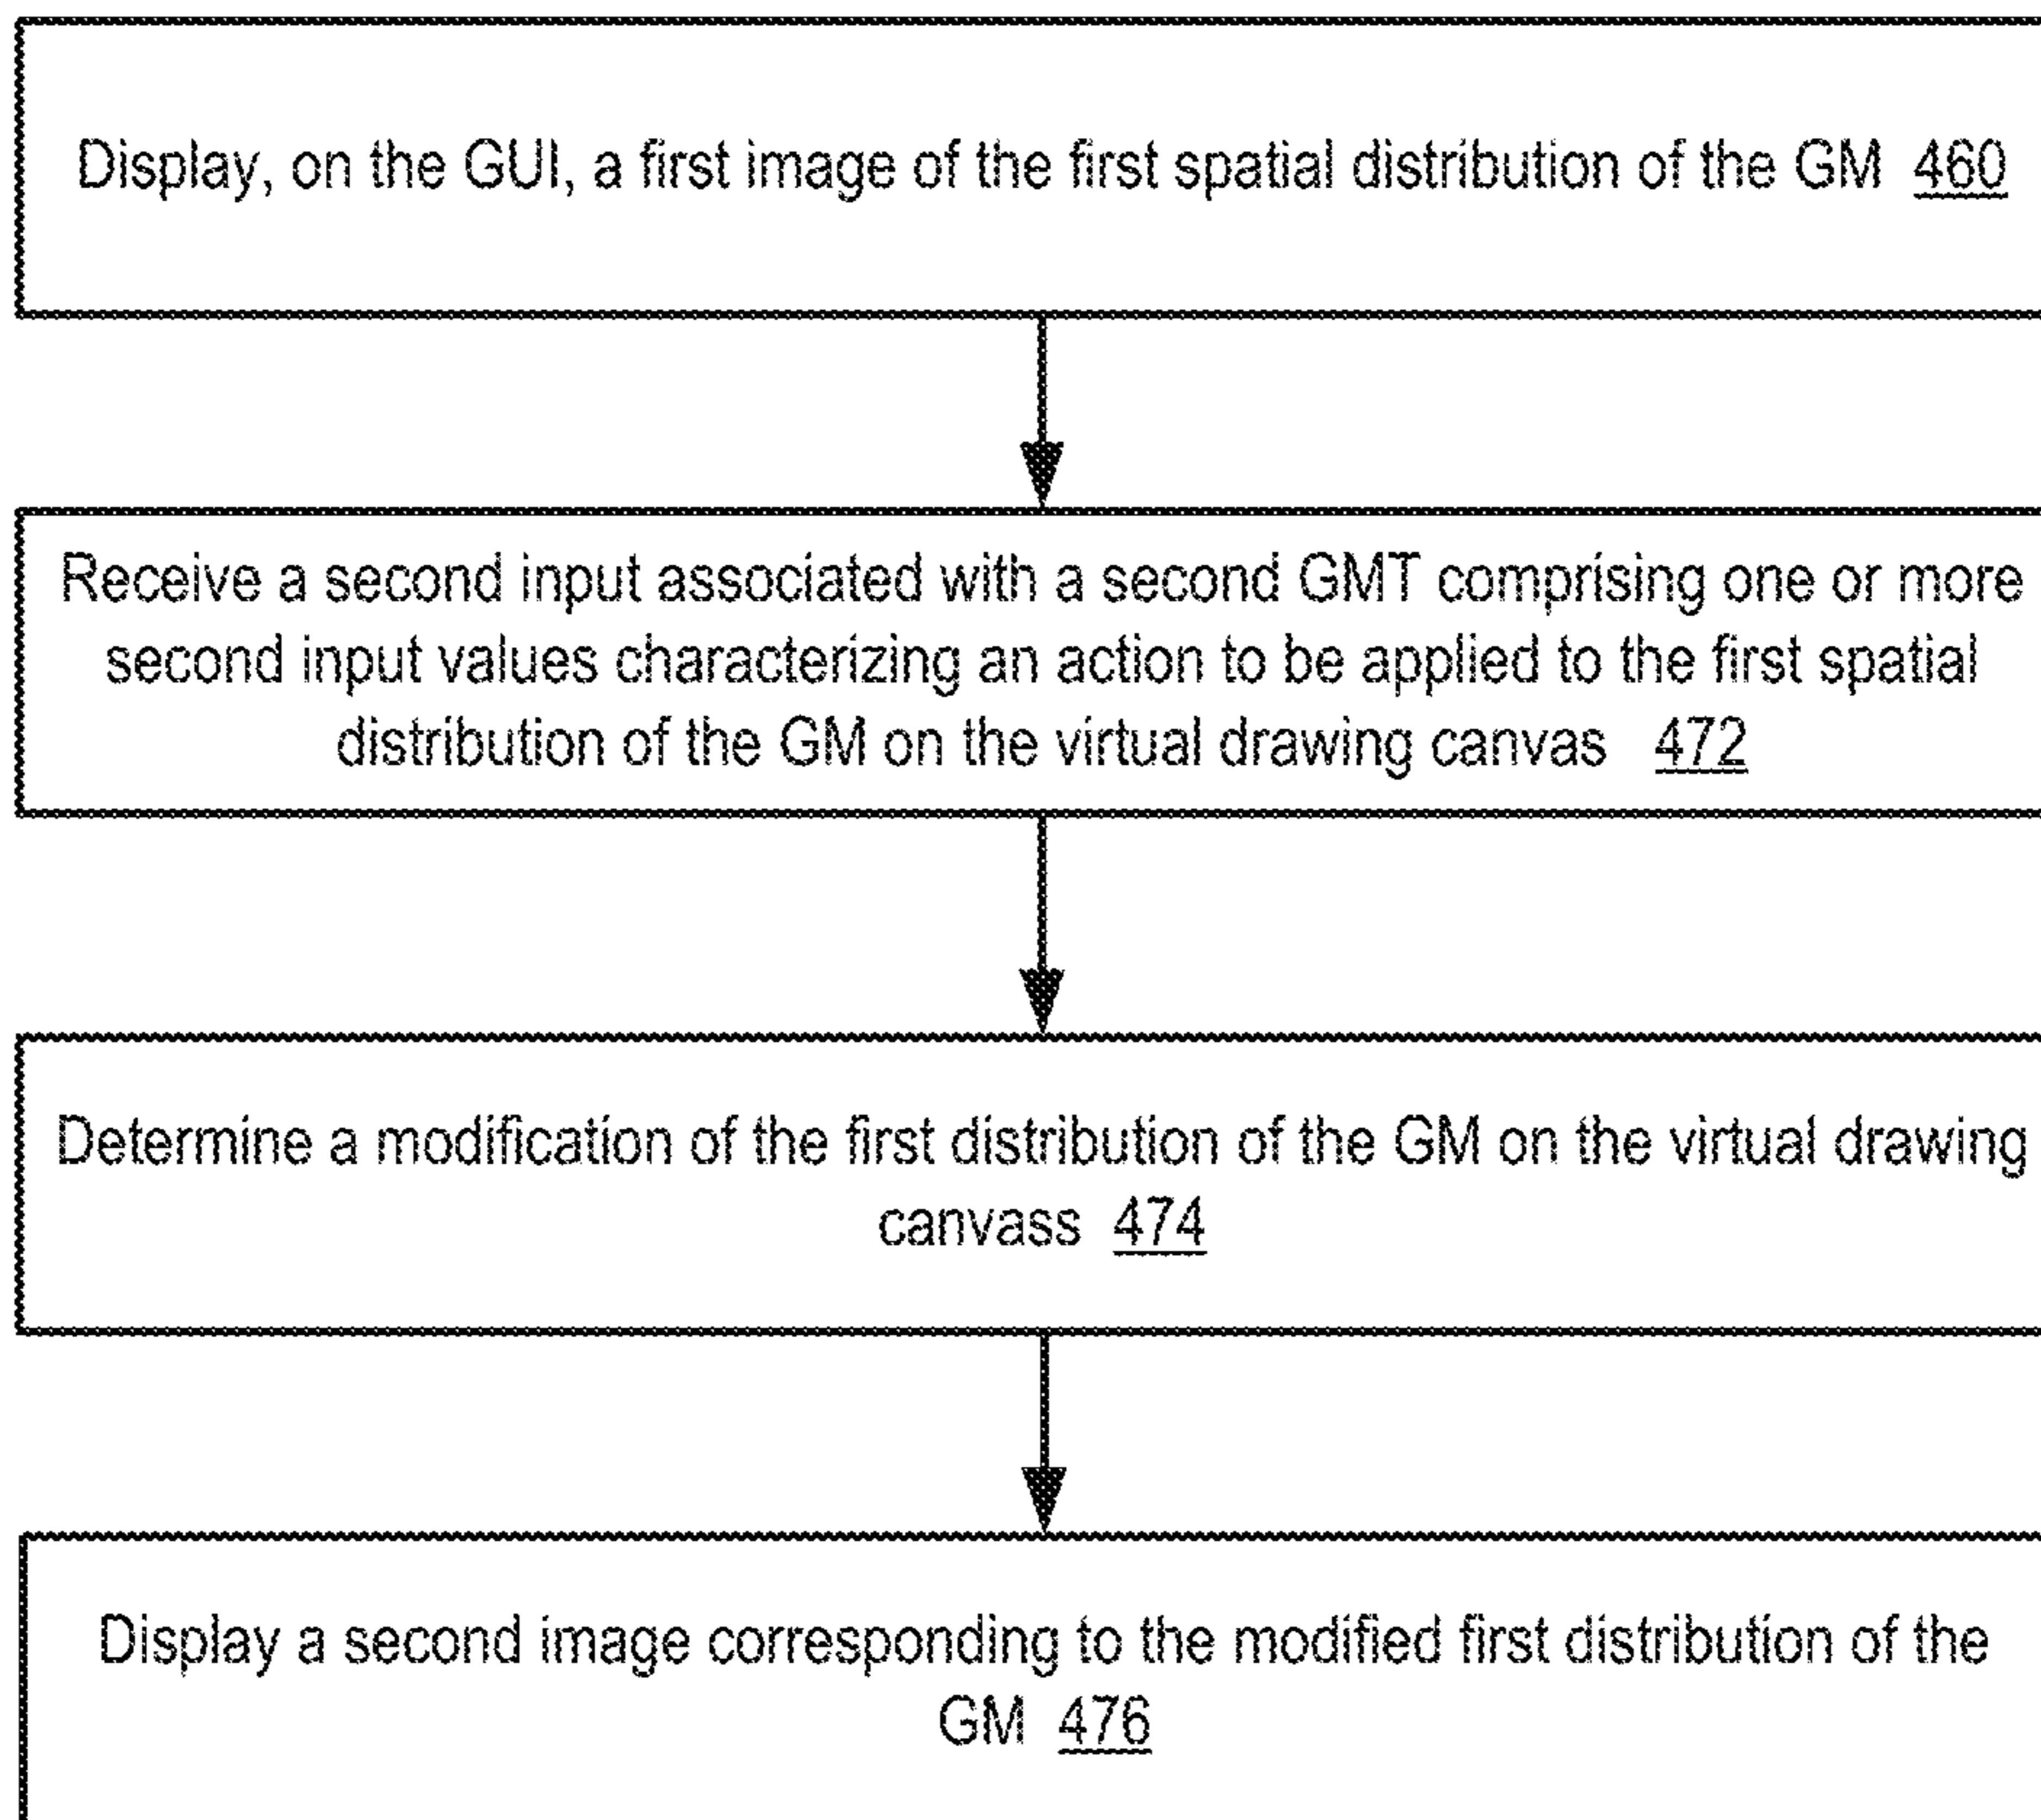 Display, on the GUI, a first image of the first spatial distribution of the GM 460
Receive a second input associated with a second GMT comprising one or more
second input values characterizing an action to be applied to the first spatial
distribution of the GM on the virtual drawing canvas 472
Determine a modification of the first distribution of the GM on the virtual drawing
canvass 474
Display a second image corresponding to the modified first distribution of the
GM 476